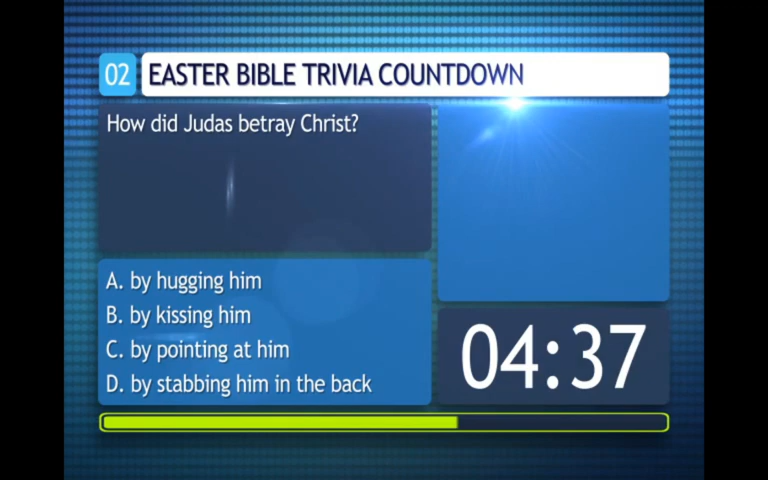 02 EASTER BIBLE TRIVIA COUNTDOWN
How did Judas betray Christ?
A. by hugging him
B. by kissing him
C. by pointing at him
D. by stabbing him in the back
04:37